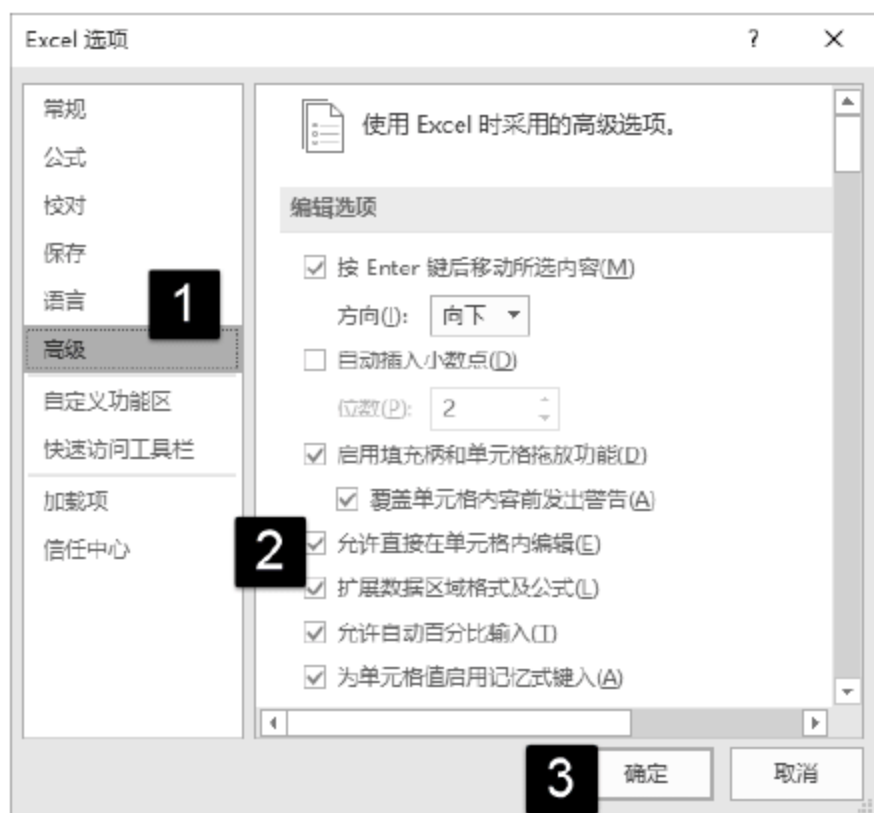 Excel 选项
?
×
常规
公式
校对
保存
语言
1
高级
自定义功能区
快速访问工具栏
加载项
信任中心
使用 Excel 时采用的高级选项。
编辑选项
按 Enter 键后移动所选内容(M)
方向(I): 向下
自动插入小数点(D)
位数(P): 2
启用填充柄和单元格拖放功能(D)
覆盖单元格内容前发出警告(A)
2 允许直接在单元格内编辑(E)
扩展数据区域格式及公式(L)
允许自动百分比输入(T)
为单元格值启用记忆式键入(A)
3 确定 取消